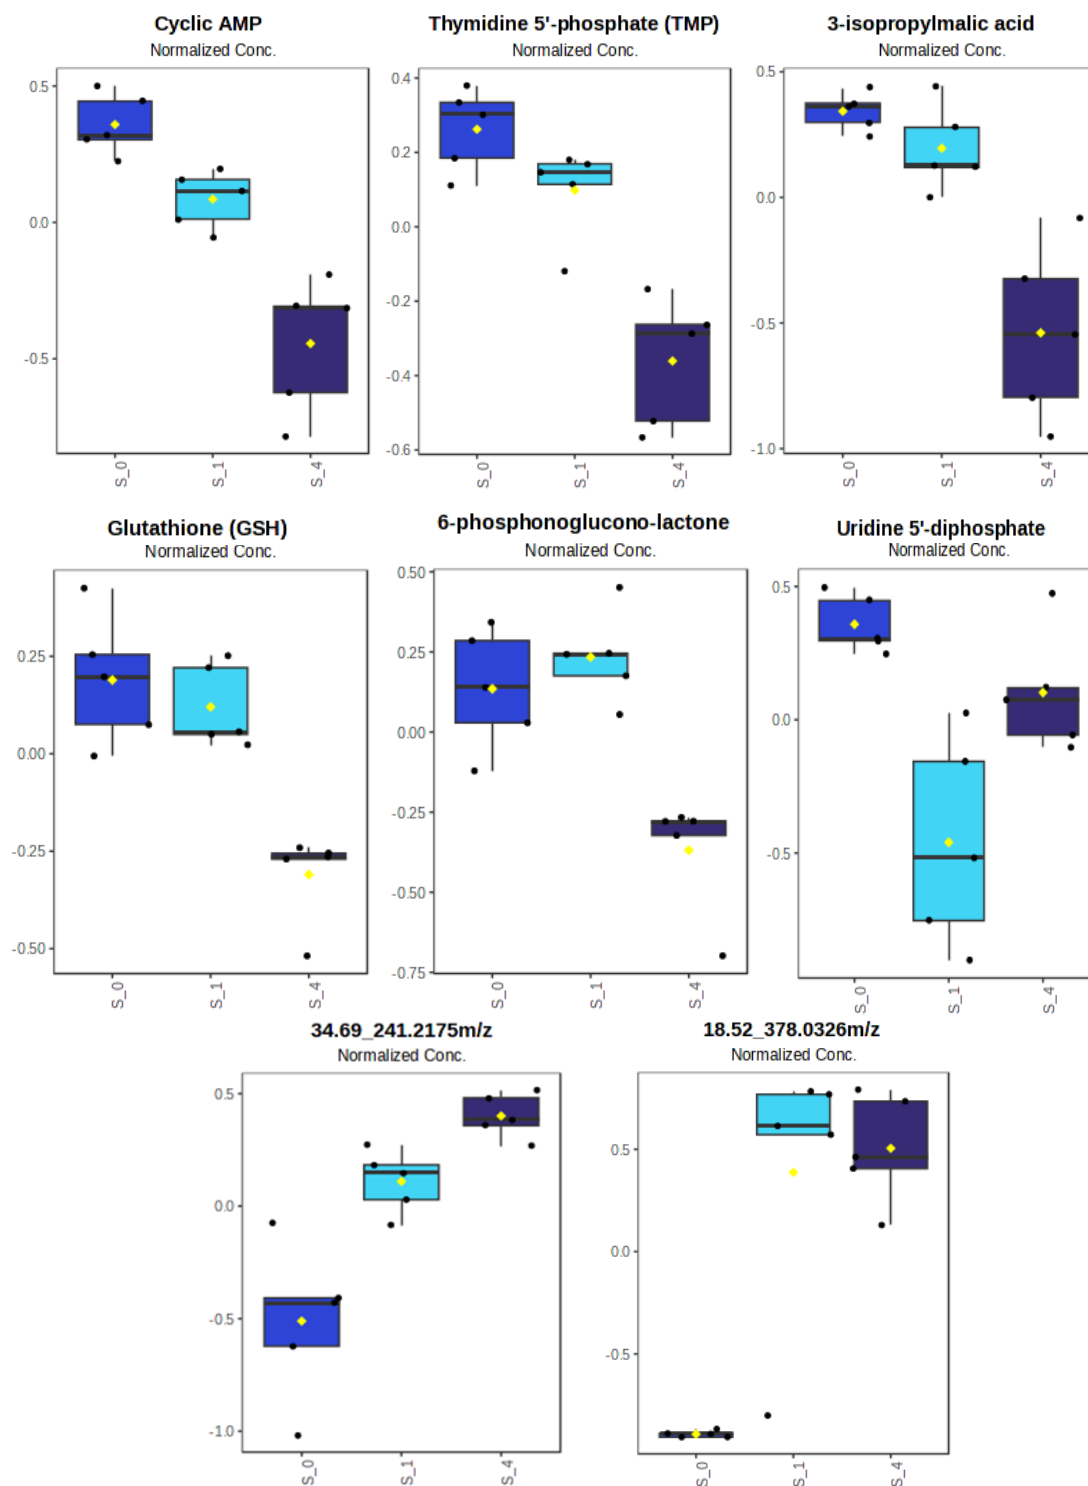 Cyclic AMP
Normalized Conc.
0.5
0.0
-0.5
S_0
S_1
S_4
Thymidine 5'-phosphate (TMP)
Normalized Conc.
0.4
0.2
0.0
-0.2
-0.4
-0.6
S_0
S_1
S_4
3-isopropylmalic acid
Normalized Conc.
0.5
0.0
-0.5
-1.0
S_0
S_1
S_4
Glutathione (GSH)
Normalized Conc.
0.25
0.00
-0.25
-0.50
S_0
S_1
S_4
6-phosphonoglucono-lactone
Normalized Conc.
0.50
0.25
0.00
-0.25
-0.50
-0.75
S_0
S_1
S_4
Uridine 5'-diphosphate
Normalized Conc.
0.5
0.0
-0.5
S_0
S_1
S_4
34.69_241.2175m/z
Normalized Conc.
0.5
0.0
-0.5
-1.0
S_0
S_1
S_4
18.52_378.0326m/z
Normalized Conc.
0.5
0.0
-0.5
S_0
S_1
S_4